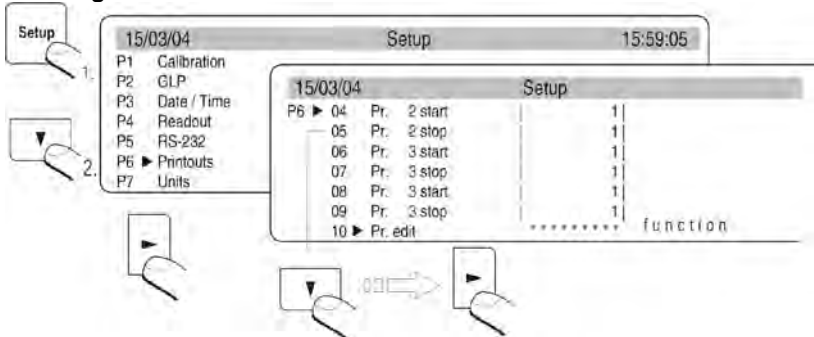 Setup
1.
2.
15/03/04 Setup 15:59:05
P1 Calibration
P2 GLP
P3 Date / Time
P4 Readout
P5 RS-232
P6 ► Printouts
P7 Units
15/03/04 Setup
P6 ► 04 Pr. 2 start | 1|
05 Pr. 2 stop | 1|
06 Pr. 3 start | 1|
07 Pr. 3 stop | 1|
08 Pr. 3 start | 1|
09 Pr. 3 stop | 1|
10 ► Pr. edit ********* function